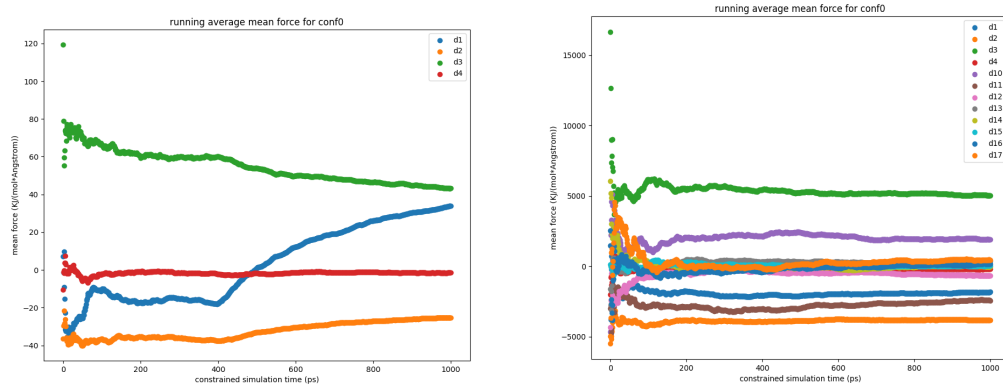 running average mean force for conf0
d1
d2
d3
d4
120
100
80
60
40
20
0
−20
−40
mean force (KJ/(mol*Angstrom))
0
200
400
600
800
1000
constrained simulation time (ps)
running average mean force for conf0
d1
d2
d3
d4
d10
d11
d12
d13
d14
d15
d16
d17
15000
10000
5000
0
−5000
mean force (KJ/(mol*Angstrom))
0
200
400
600
800
1000
constrained simulation time (ps)